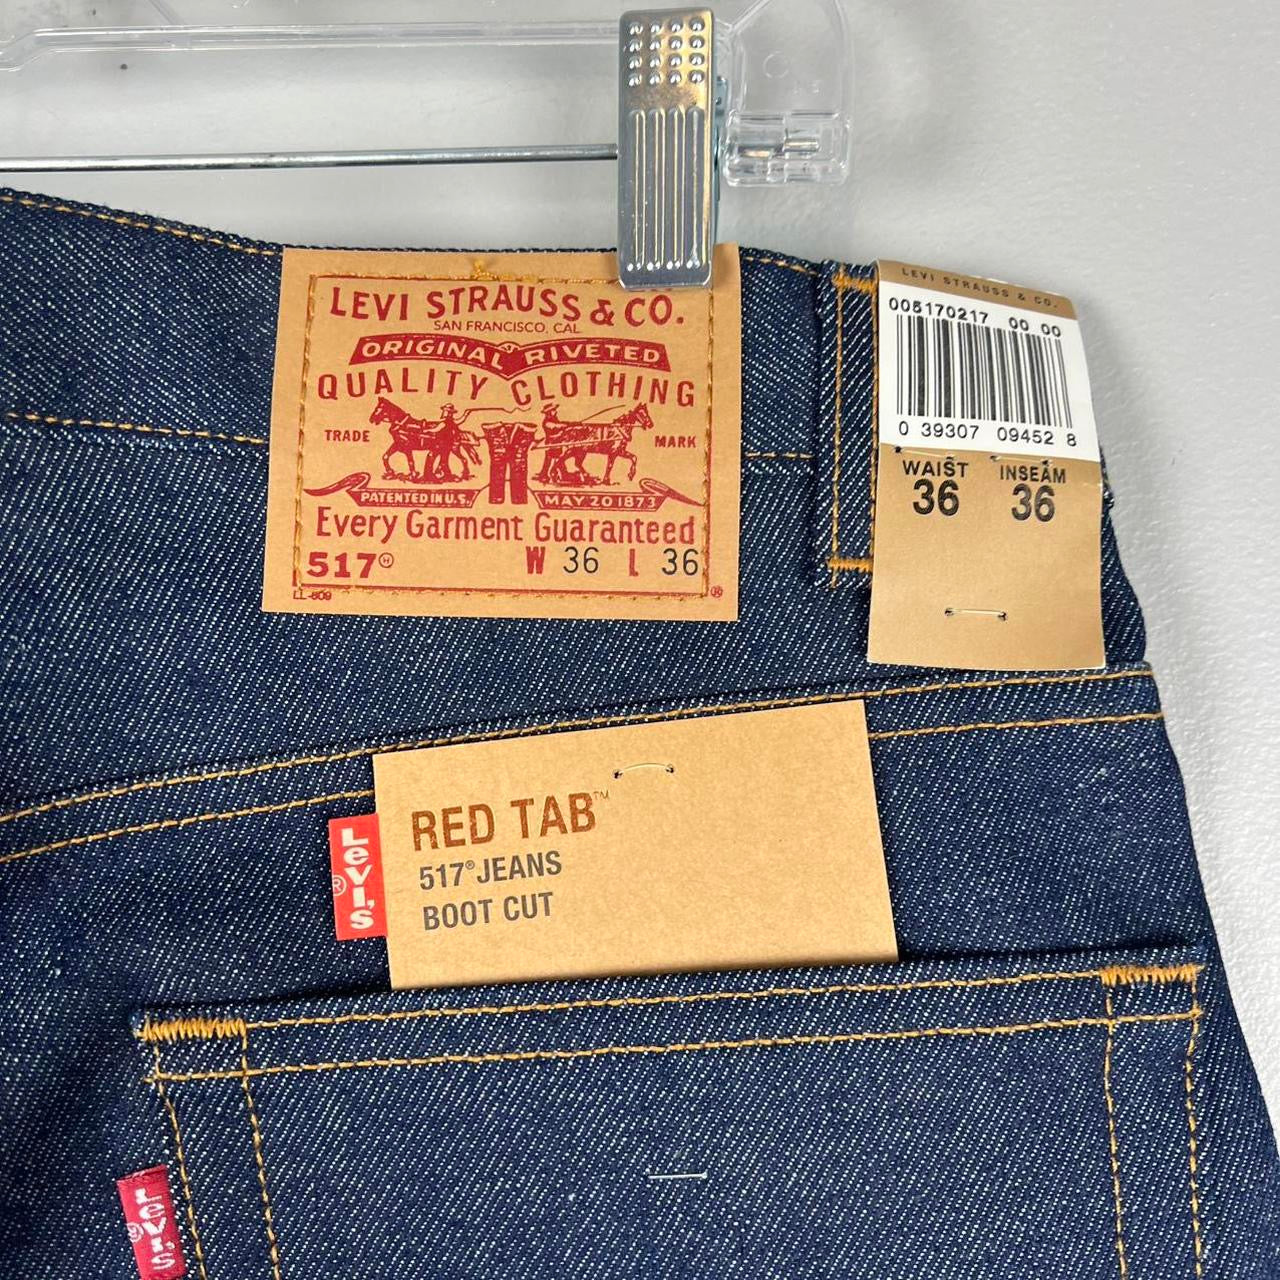 LEVI STRAUSS & CO.
SAN FRANCISCO, CAL
ORIGINAL RIVETED
QUALITY CLOTHING
TRADE MARK
PATENTED IN U.S. MAY 20 1873
Every Garment Guaranteed
517® W 36 L 36
LL-609 ®
LEVI STRAUSS & CO.
005170217 00 00
0 39307 09452 8
WAIST INSEAM
36 36
RED TAB™
517® JEANS
BOOT CUT
LEVI'S ®
LEVI'S ®